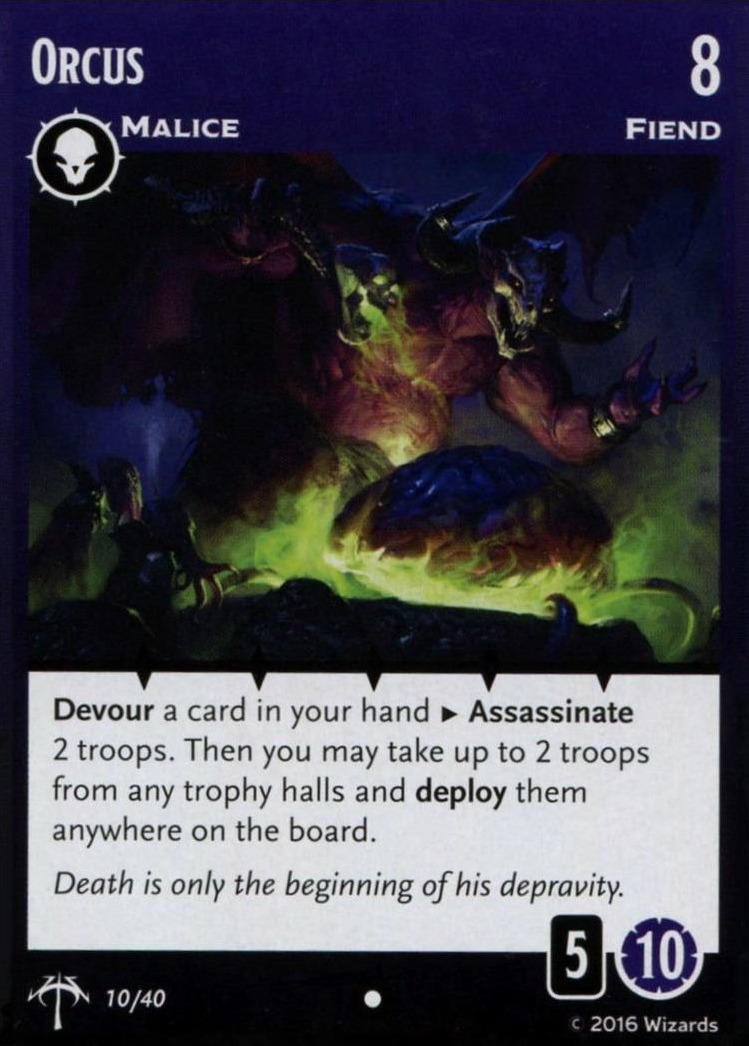 ORCUS 8
MALICE FIEND
Devour a card in your hand ▶ Assassinate
2 troops. Then you may take up to 2 troops
from any trophy halls and deploy them
anywhere on the board.
Death is only the beginning of his depravity.
5 10
10/40
© 2016 Wizards